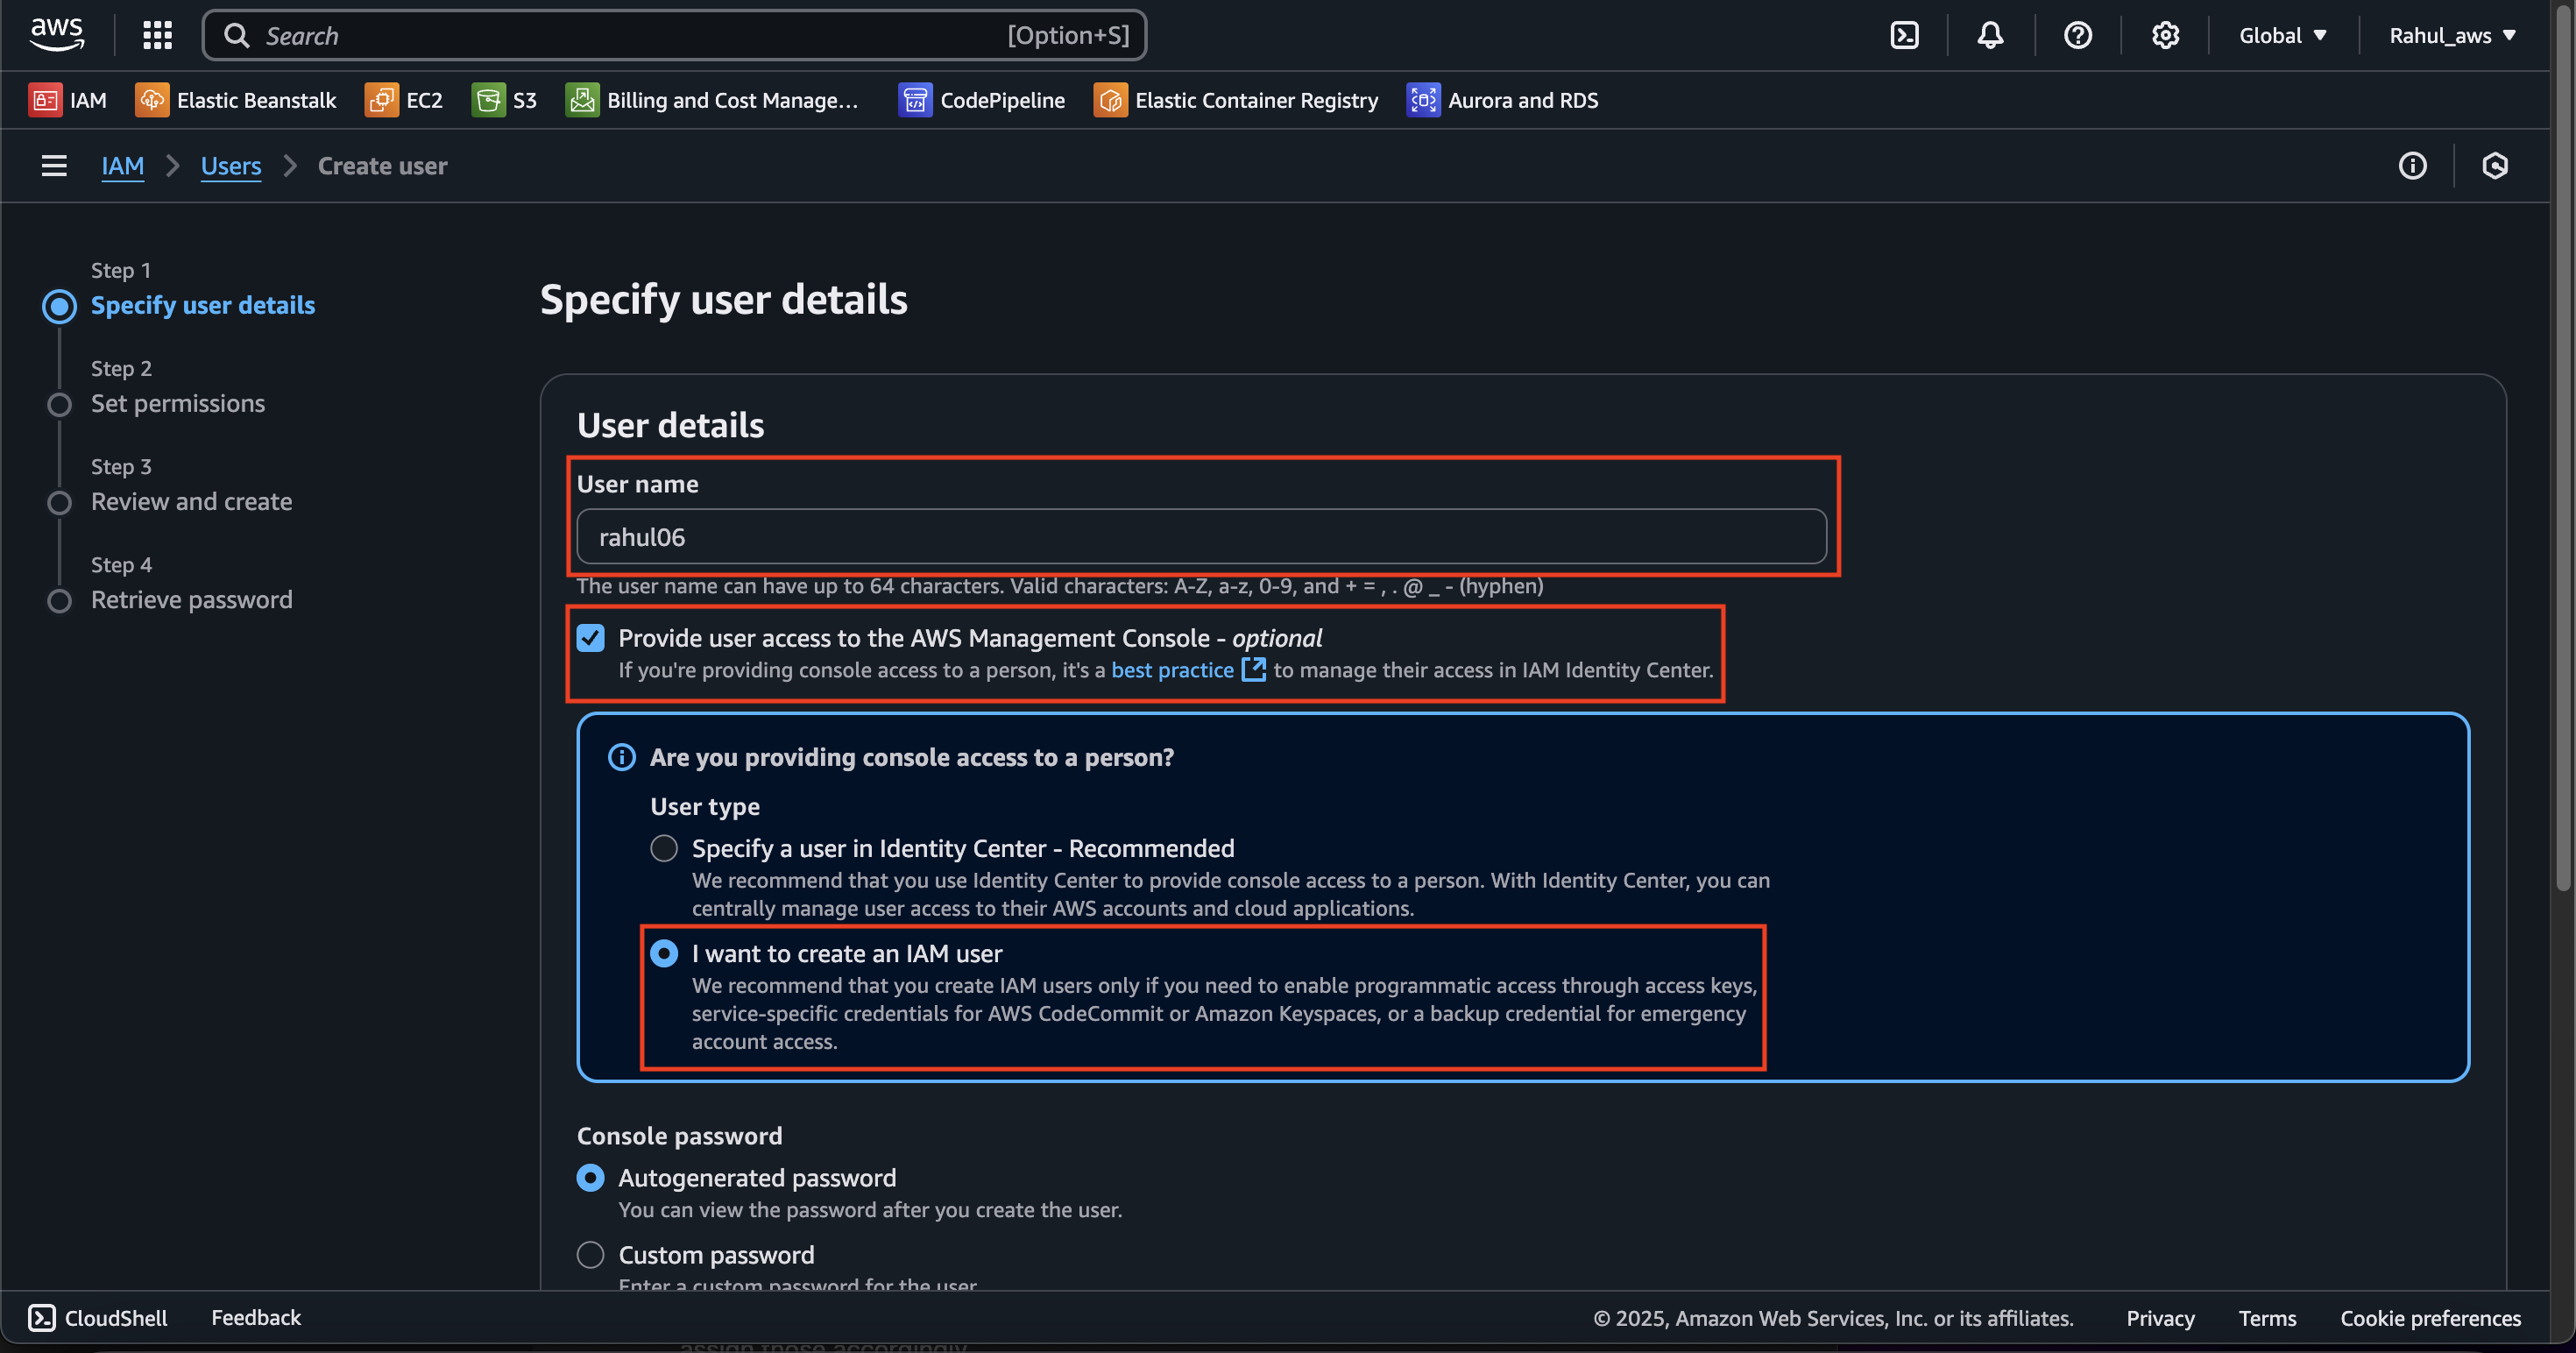 aws
Search
[Option+S]
Global
Rahul_aws
IAM
Elastic Beanstalk
EC2
S3
Billing and Cost Manage...
CodePipeline
Elastic Container Registry
Aurora and RDS
IAM
Users
Create user
Step 1
Specify user details
Step 2
Set permissions
Step 3
Review and create
Step 4
Retrieve password
Specify user details
User details
User name
rahul06
The user name can have up to 64 characters. Valid characters: A-Z, a-z, 0-9, and + = , . @ _ - (hyphen)
Provide user access to the AWS Management Console - optional
If you're providing console access to a person, it's a best practice to manage their access in IAM Identity Center.
Are you providing console access to a person?
User type
Specify a user in Identity Center - Recommended
We recommend that you use Identity Center to provide console access to a person. With Identity Center, you can
centrally manage user access to their AWS accounts and cloud applications.
I want to create an IAM user
We recommend that you create IAM users only if you need to enable programmatic access through access keys,
service-specific credentials for AWS CodeCommit or Amazon Keyspaces, or a backup credential for emergency
account access.
Console password
Autogenerated password
You can view the password after you create the user.
Custom password
Enter a custom password for the user
CloudShell
Feedback
© 2025, Amazon Web Services, Inc. or its affiliates.
Privacy
Terms
Cookie preferences
assign those accordingly